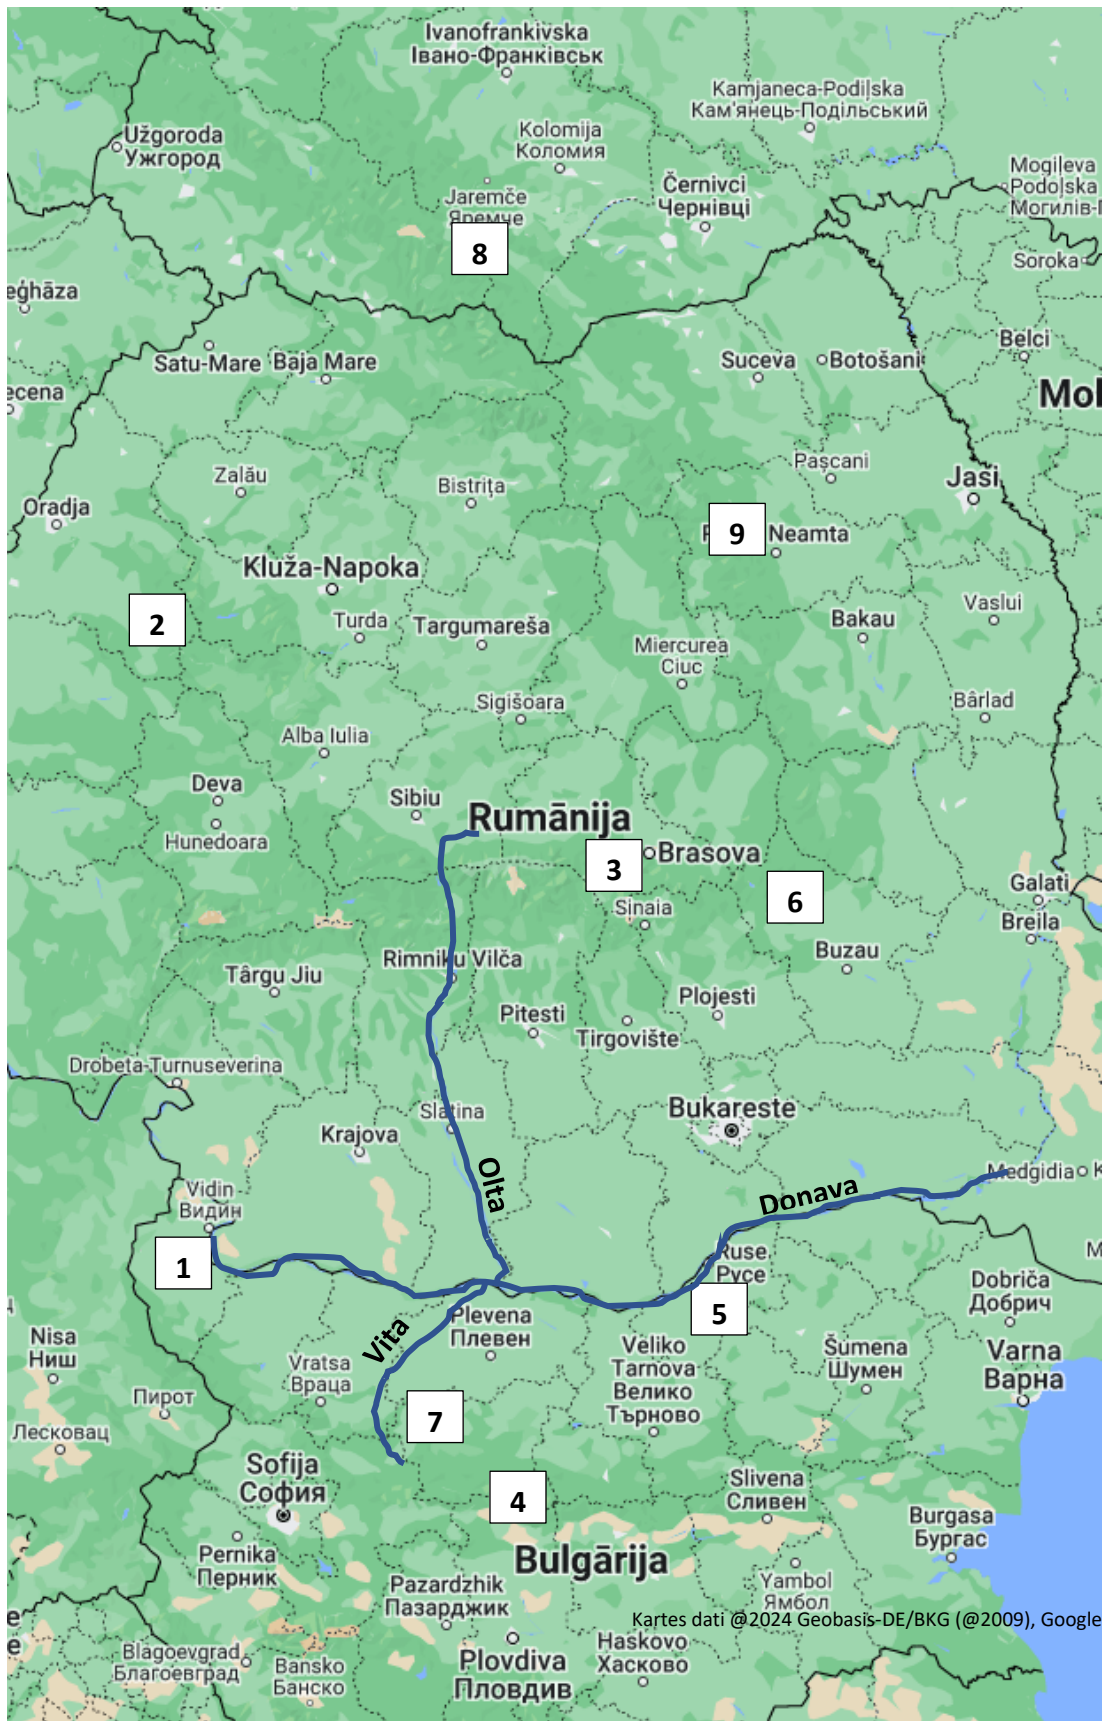 Ivanofrankivska
Івано-Франківськ
Kamjaneca-Podiļska
Кам'янець-Подільський
Užgoroda
Ужгород
Kolomija
Коломия
Mogiļeva
Podoļska
Могилів-П
Jaremče
Яремче
Černivci
Чернівці
8
Soroka
eģhāza
Satu-Mare
Baja Mare
Suceva
Botošani
Belci
ecena
Mol
Zalău
Bistrița
Pașcani
Jasi
Oradja
9
Neamta
Kluža-Napoka
2
Turda
Targumareša
Bakau
Vaslui
Miercurea
Ciuc
Sigišoara
Bârlad
Alba Iulia
Deva
Hunedoara
Sibiu
Rumānija
3
Brasova
6
Galati
Sinaia
Breila
Rimniku Vilča
Buzau
Târgu Jiu
Pitesti
Plojesti
Tirgovište
Drobeta-Turnuseverina
Slatina
Bukareste
Krajova
Olta
Donava
Medgidia
K
Vidin
Видин
1
Ruse
Русе
M
Dobriča
Добрич
5
Plevena
Плевен
Vita
Nisa
Ниш
Vratsa
Враца
Veliko
Tarnova
Велико
Търново
Šumena
Шумен
Varna
Варна
Пирот
7
Лесковац
Sofija
София
4
Slivena
Сливен
Burgasa
Бургас
Pernika
Перник
Bulgārija
Pazardzhik
Пазарджик
Yambol
Ямбол
Kartes dati @2024 Geobasis-DE/BKG (@2009), Google
e
e
Blagoevgrad
Благоевград
Bansko
Банско
Plovdiva
Пловдив
Haskovo
Хасково